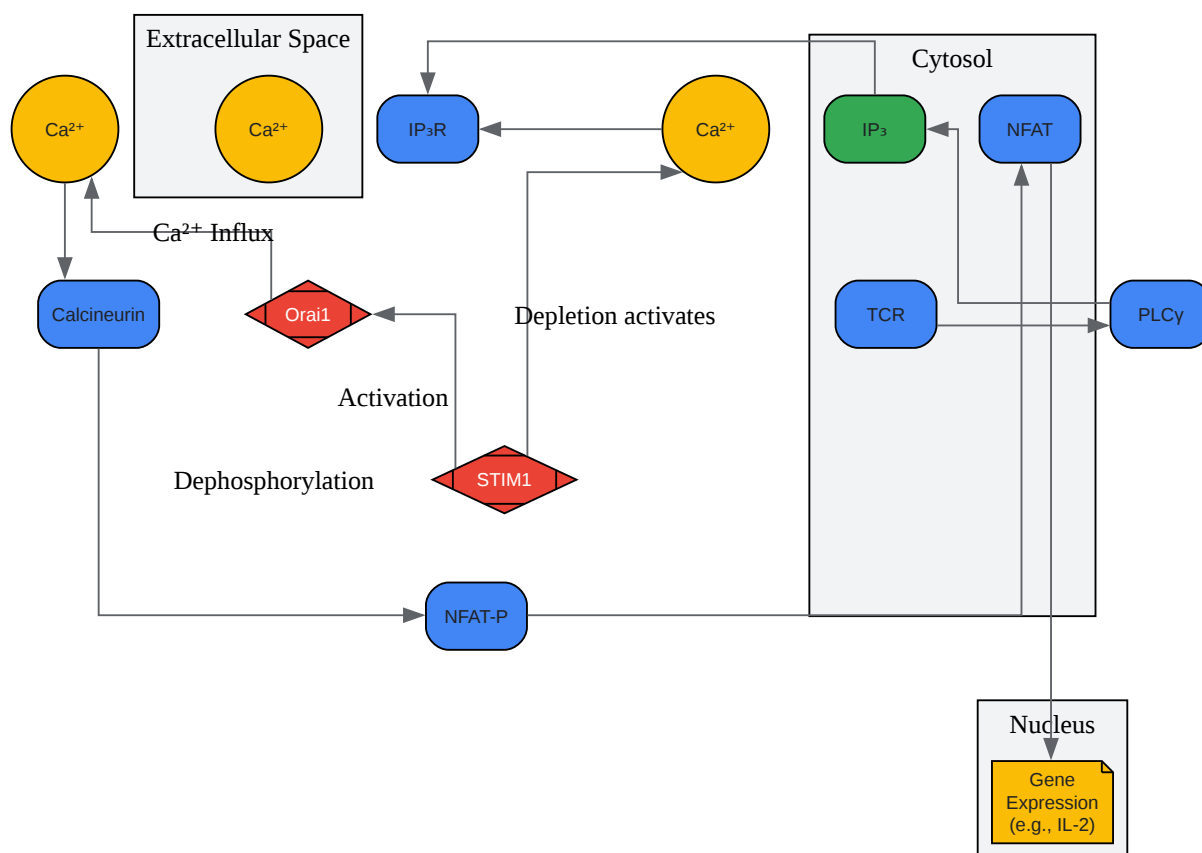 Extracellular Space
Cytosol
Ca²⁺
Ca²⁺
IP₃R
Ca²⁺
IP₃
NFAT
Ca²⁺ Influx
Calcineurin
Orai1
Depletion activates
TCR
PLCγ
Activation
Dephosphorylation
STIM1
NFAT-P
Nucleus
Gene
Expression
(e.g., IL-2)